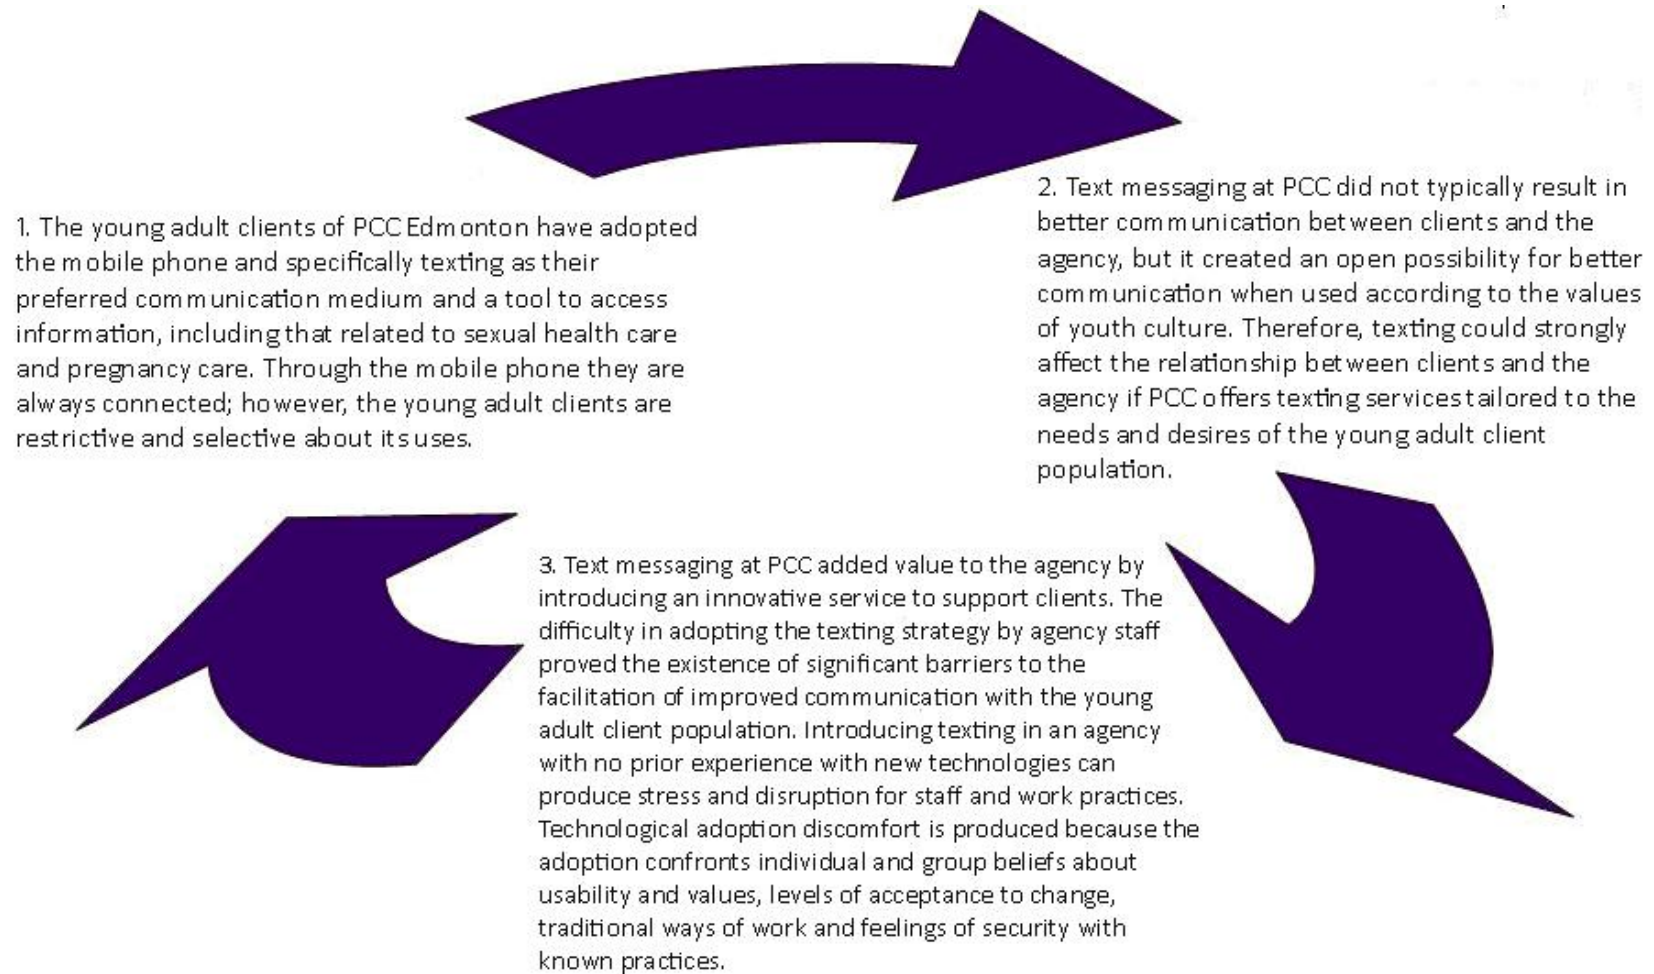 1. The young adult clients of PCC Edmonton have adopted
the mobile phone and specifically texting as their
preferred communication medium and a tool to access
information, including that related to sexual health care
and pregnancy care. Through the mobile phone they are
always connected; however, the young adult clients are
restrictive and selective about its uses.
2. Text messaging at PCC did not typically result in
better communication between clients and the
agency, but it created an open possibility for better
communication when used according to the values
of youth culture. Therefore, texting could strongly
affect the relationship between clients and the
agency if PCC offers texting services tailored to the
needs and desires of the young adult client
population.
3. Text messaging at PCC added value to the agency by
introducing an innovative service to support clients. The
difficulty in adopting the texting strategy by agency staff
proved the existence of significant barriers to the
facilitation of improved communication with the young
adult client population. Introducing texting in an agency
with no prior experience with new technologies can
produce stress and disruption for staff and work practices.
Technological adoption discomfort is produced because the
adoption confronts individual and group beliefs about
usability and values, levels of acceptance to change,
traditional ways of work and feelings of security with
known practices.